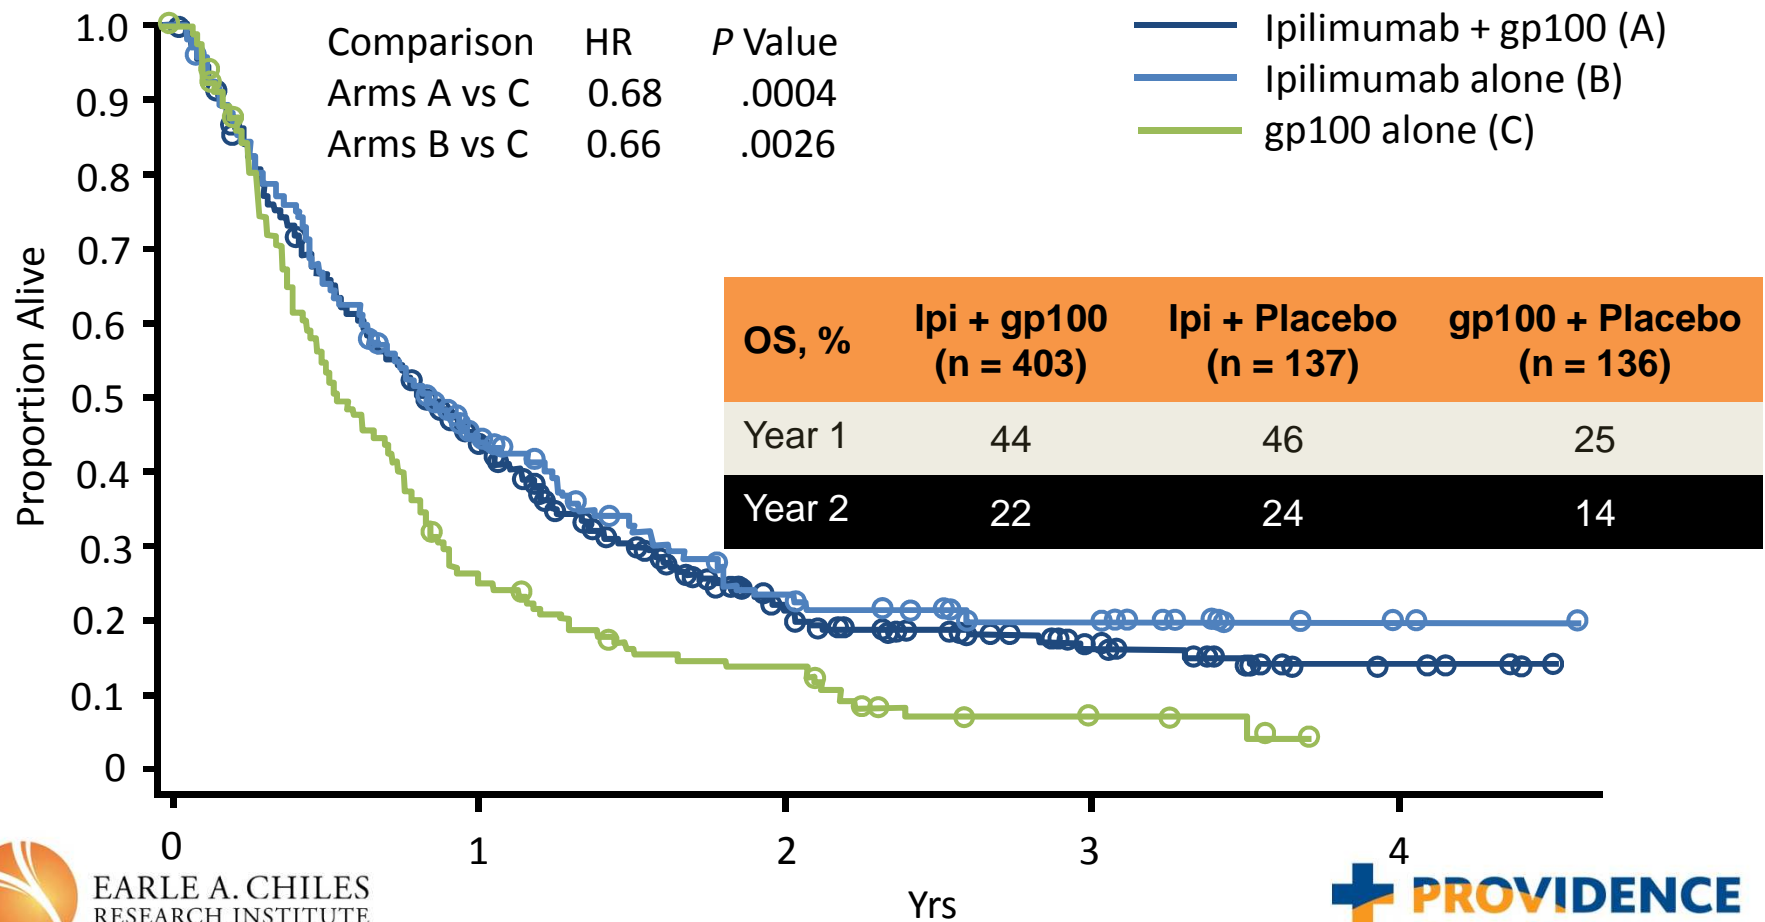 Comparison HR P Value
Arms A vs C 0.68 .0004
Arms B vs C 0.66 .0026
Ipilimumab + gp100 (A)
Ipilimumab alone (B)
gp100 alone (C)
Proportion Alive
1.0
0.9
0.8
0.7
0.6
0.5
0.4
0.3
0.2
0.1
0
OS, % Ipi + gp100 (n = 403) Ipi + Placebo (n = 137) gp100 + Placebo (n = 136)
Year 1 44 46 25
Year 2 22 24 14
0 1 2 3 4
Yrs
EARLE A. CHILES
RESEARCH INSTITUTE
PROVIDENCE